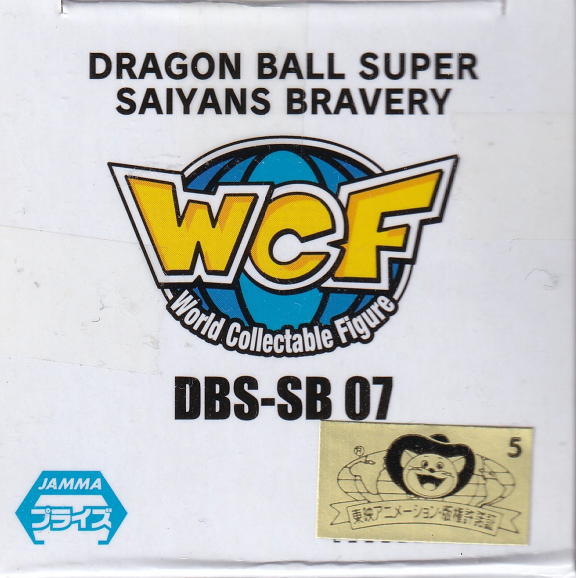 DRAGON BALL SUPER
SAIYANS BRAVERY
WCF
World Collectable Figure
DBS-SB 07
5
東映アニメーション・版権許諾証
JAMMA
プライズ